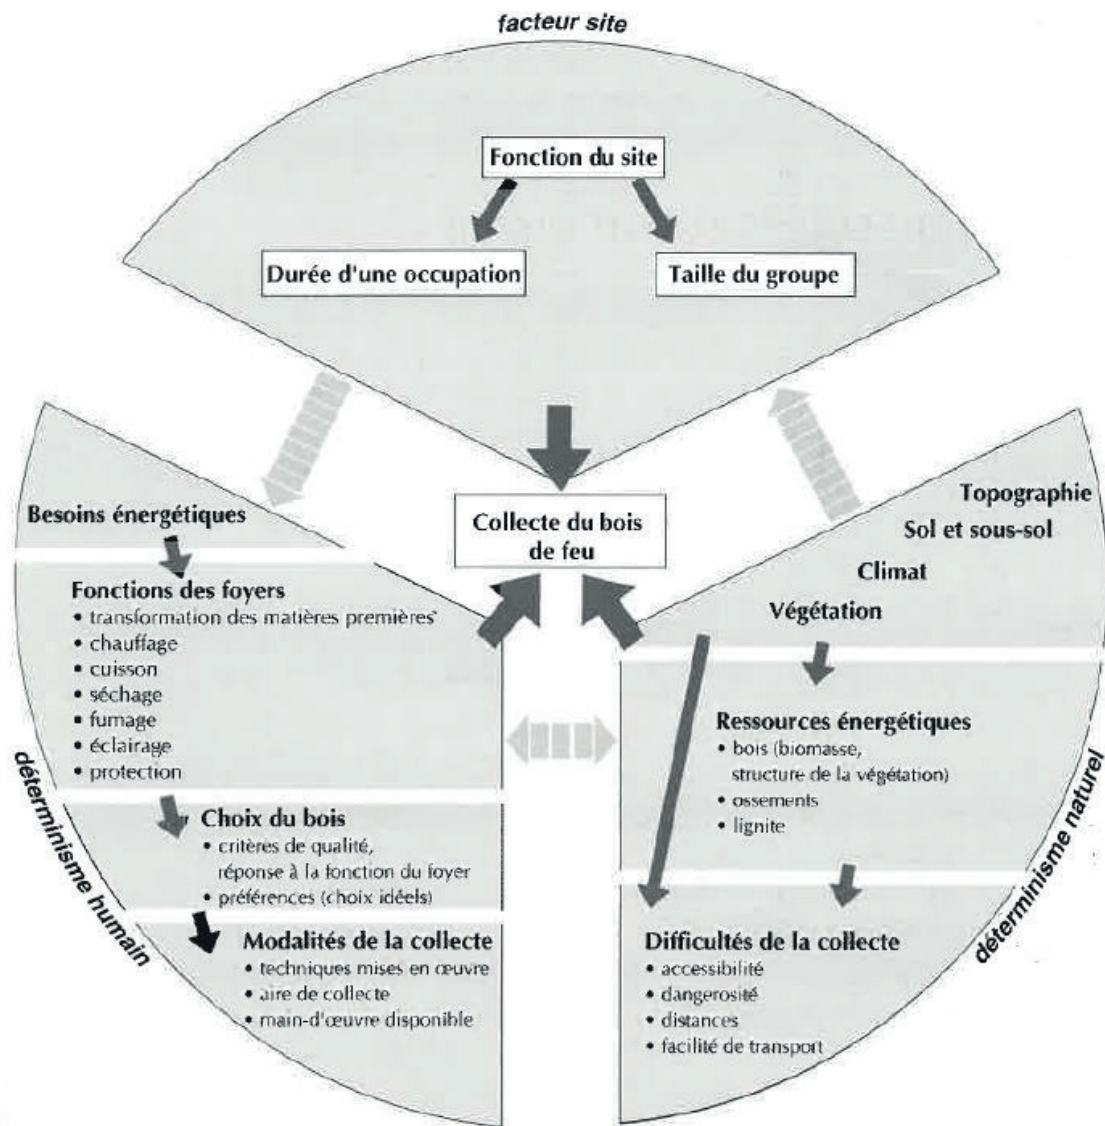 facteur site
Fonction du site
Durée d'une occupation
Taille du groupe
Collecte du bois
de feu
Besoins énergétiques
Fonctions des foyers
• transformation des matières premières
• chauffage
• cuisson
• séchage
• fumage
• éclairage
• protection
Choix du bois
• critères de qualité,
réponse à la fonction du foyer
• préférences (choix idéels)
Modalités de la collecte
• techniques mises en œuvre
• aire de collecte
• main-d'œuvre disponible
déterminisme humain
Topographie
Sol et sous-sol
Climat
Végétation
Ressources énergétiques
• bois (biomasse,
structure de la végétation)
• ossements
• lignite
Difficultés de la collecte
• accessibilité
• dangerosité
• distances
• facilité de transport
déterminisme naturel